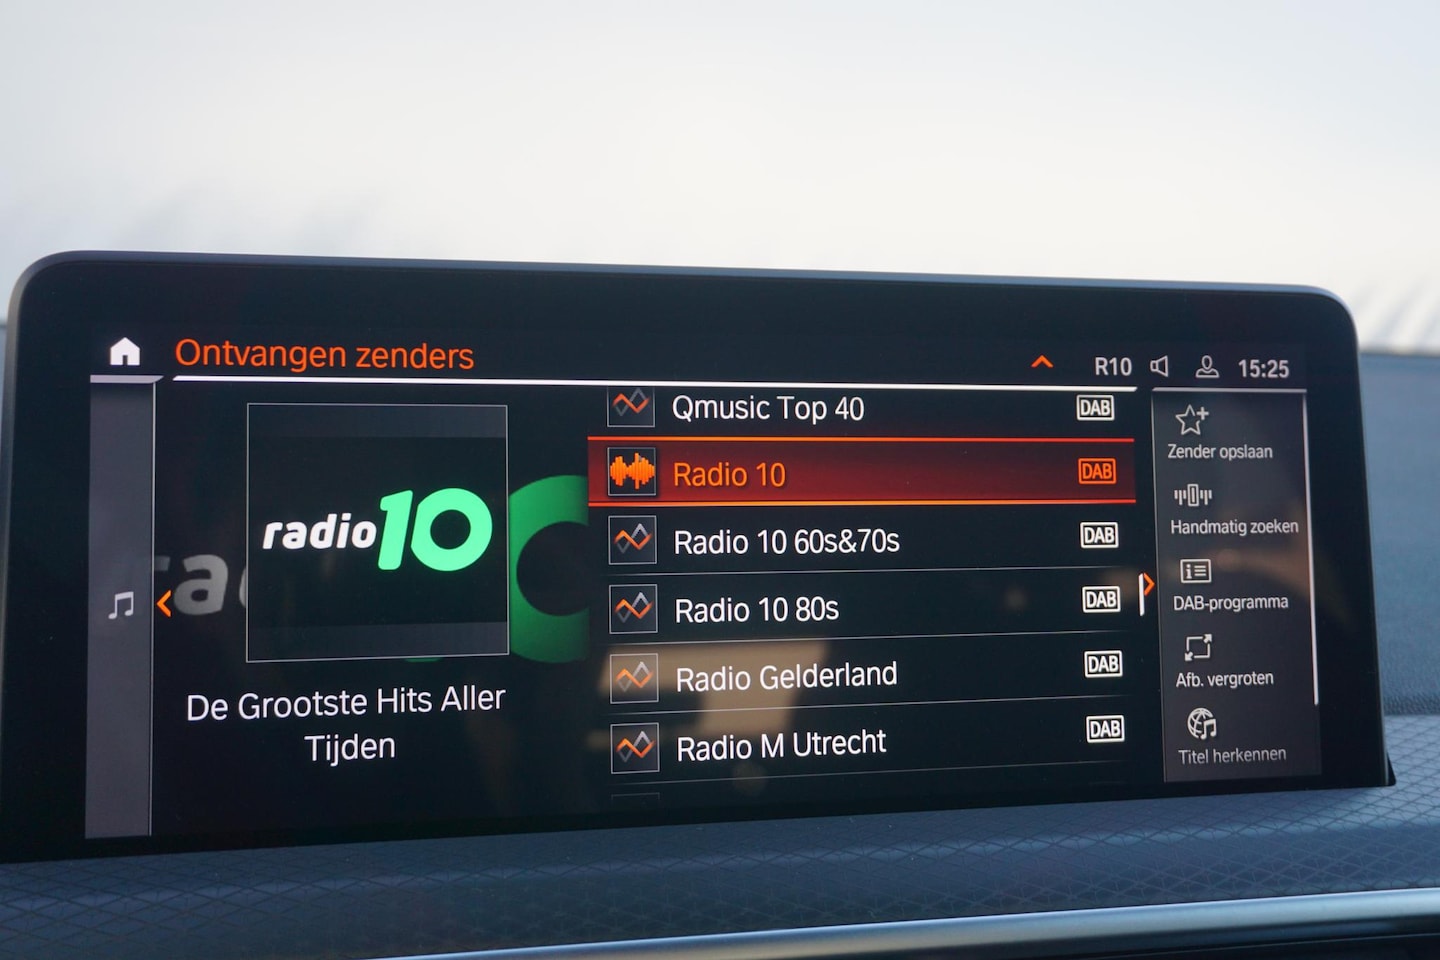 Ontvangen zenders
R10
15:25
radio10
ra
De Grootste Hits Aller
Tijden
Qmusic Top 40 DAB
Radio 10 DAB
Radio 10 60s&70s DAB
Radio 10 80s DAB
Radio Gelderland DAB
Radio M Utrecht DAB
Zender opslaan
Handmatig zoeken
DAB-programma
Afb. vergroten
Titel herkennen